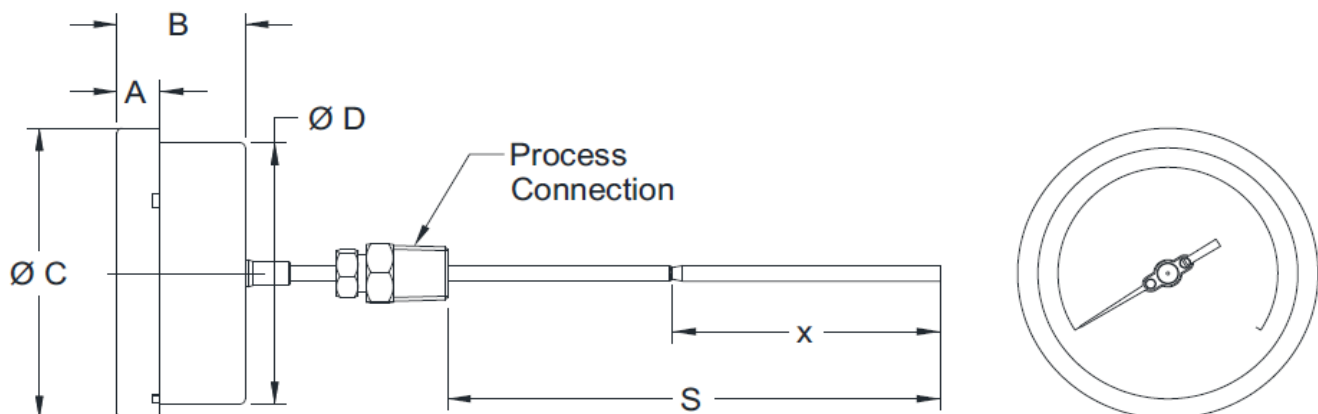 B
A
Ø D
Process
Connection
Ø C
x
S